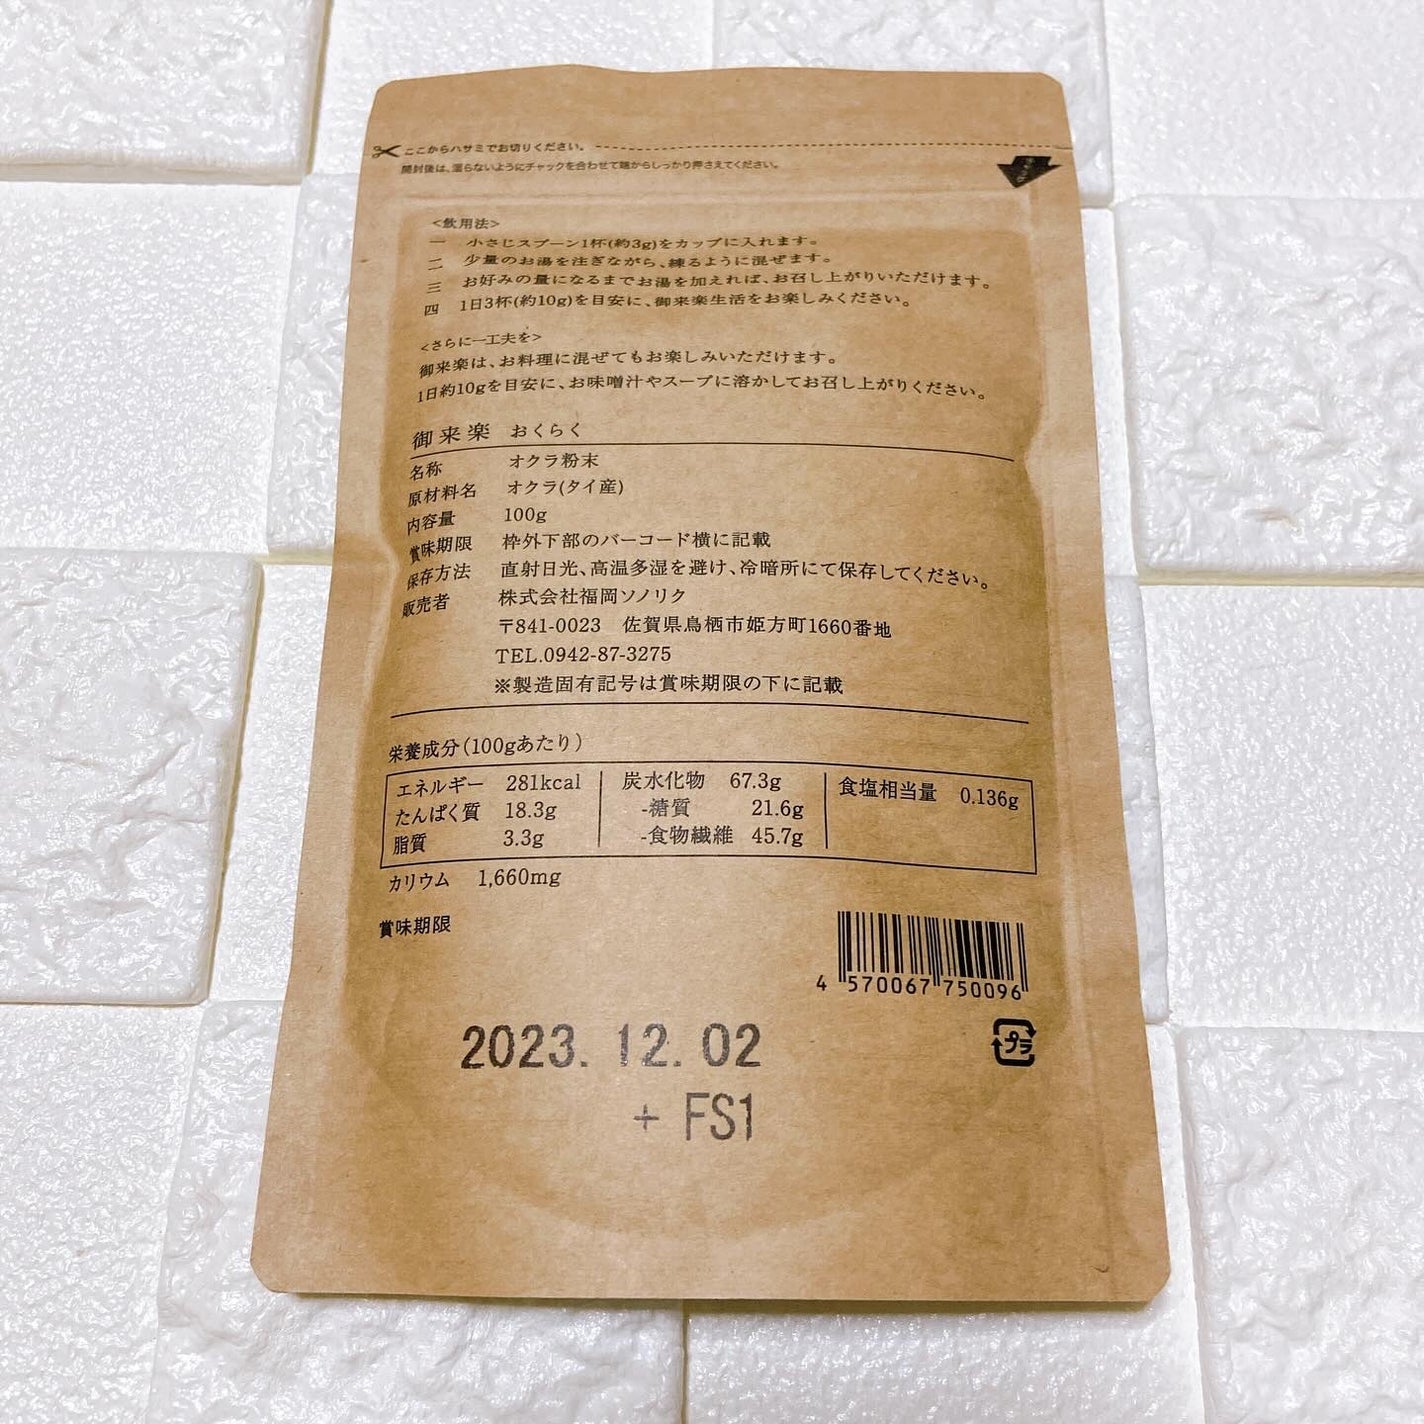 ここからハサミでお切りください。
開封後は、湿らないようにチャックを合わせて端からしっかり押さえてください。
<飲用法>
一 小さじスプーン1杯(約3g)をカップに入れます。
二 少量のお湯を注ぎながら、練るように混ぜます。
三 お好みの量になるまでお湯を加えれば、お召し上がりいただけます。
四 1日3杯(約10g)を目安に、御来楽生活をお楽しみください。
<さらに一工夫を>
御来楽は、お料理に混ぜてもお楽しみいただけます。
1日約10gを目安に、お味噌汁やスープに溶かしてお召し上がりください。
御来楽 おくらく
名称 オクラ粉末
原材料名 オクラ(タイ産)
内容量 100g
賞味期限 枠外下部のバーコード横に記載
保存方法 直射日光、高温多湿を避け、冷暗所にて保存してください。
販売者 株式会社福岡ソノリク
〒841-0023 佐賀県鳥栖市姫方町1660番地
TEL.0942-87-3275
※製造固有記号は賞味期限の下に記載
栄養成分(100gあたり)
エネルギー 281kcal 炭水化物 67.3g 食塩相当量 0.136g
たんぱく質 18.3g -糖質 21.6g
脂質 3.3g -食物繊維 45.7g
カリウム 1,660mg
賞味期限
4 570067 750096
2023.12.02
プラ
+ FS1